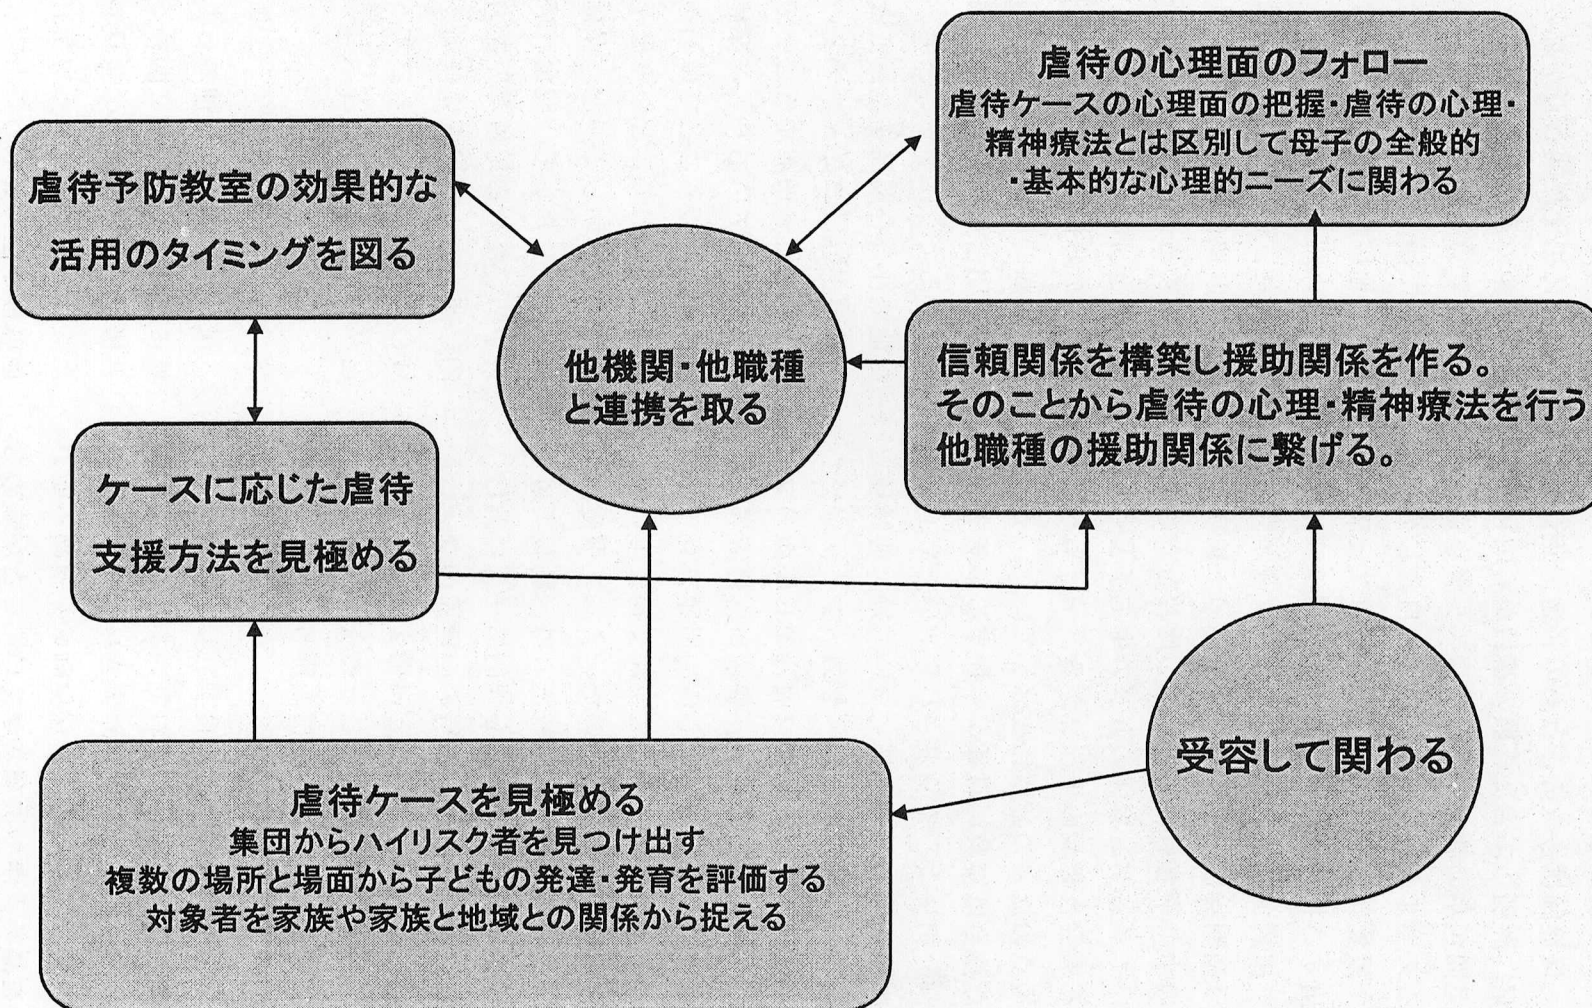 虐待の心理面のフォロー
虐待ケースの心理面の把握・虐待の心理・
精神療法とは区別して母子の全般的
・基本的な心理的ニーズに関わる
虐待予防教室の効果的な
活用のタイミングを図る
他機関・他職種
と連携を取る
信頼関係を構築し援助関係を作る。
そのことから虐待の心理・精神療法を行う
他職種の援助関係に繋げる。
ケースに応じた虐待
支援方法を見極める
受容して関わる
虐待ケースを見極める
集団からハイリスク者を見つけ出す
複数の場所と場面から子どもの発達・発育を評価する
対象者を家族や家族と地域との関係から捉える